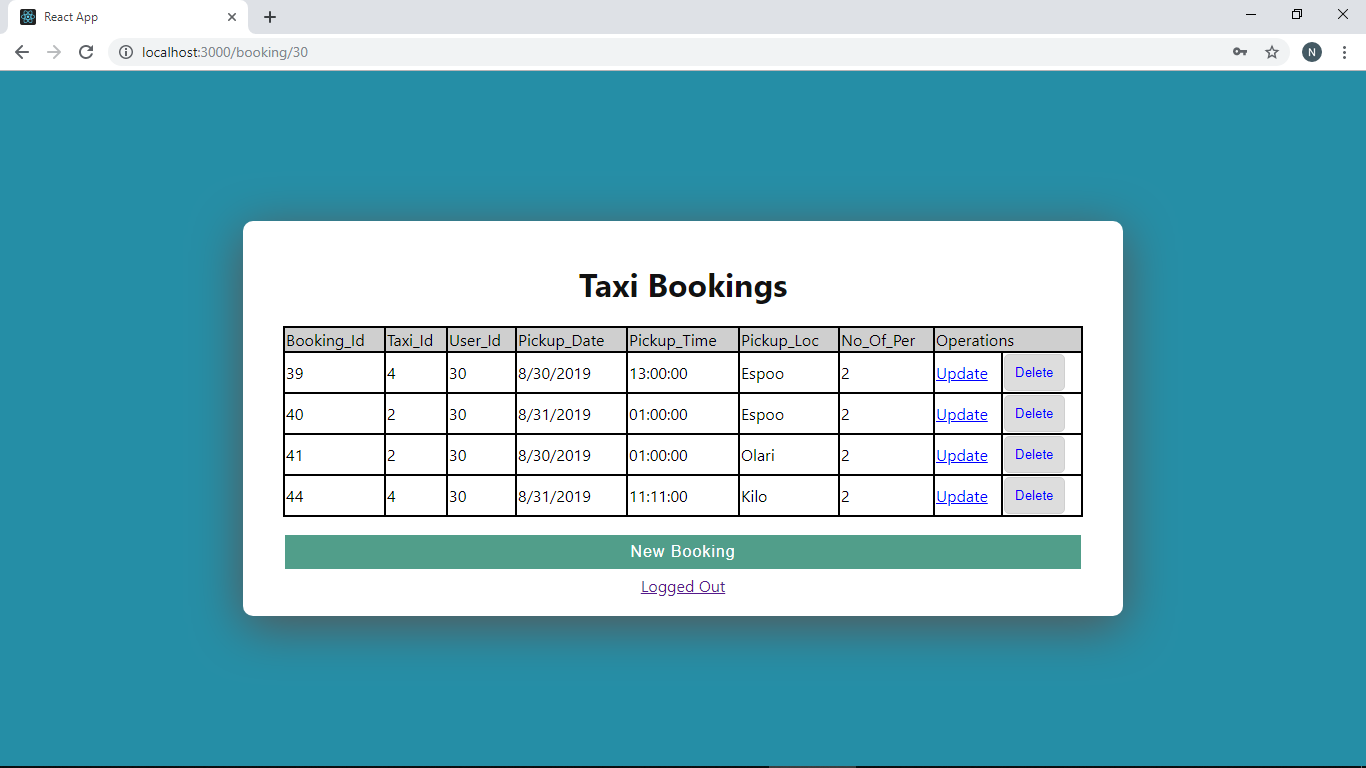 React App
localhost:3000/booking/30
N
Taxi Bookings
Booking_Id Taxi_Id User_Id Pickup_Date Pickup_Time Pickup_Loc No_Of_Per Operations
39 4 30 8/30/2019 13:00:00 Espoo 2 Update Delete
40 2 30 8/31/2019 01:00:00 Espoo 2 Update Delete
41 2 30 8/30/2019 01:00:00 Olari 2 Update Delete
44 4 30 8/31/2019 11:11:00 Kilo 2 Update Delete
New Booking
Logged Out